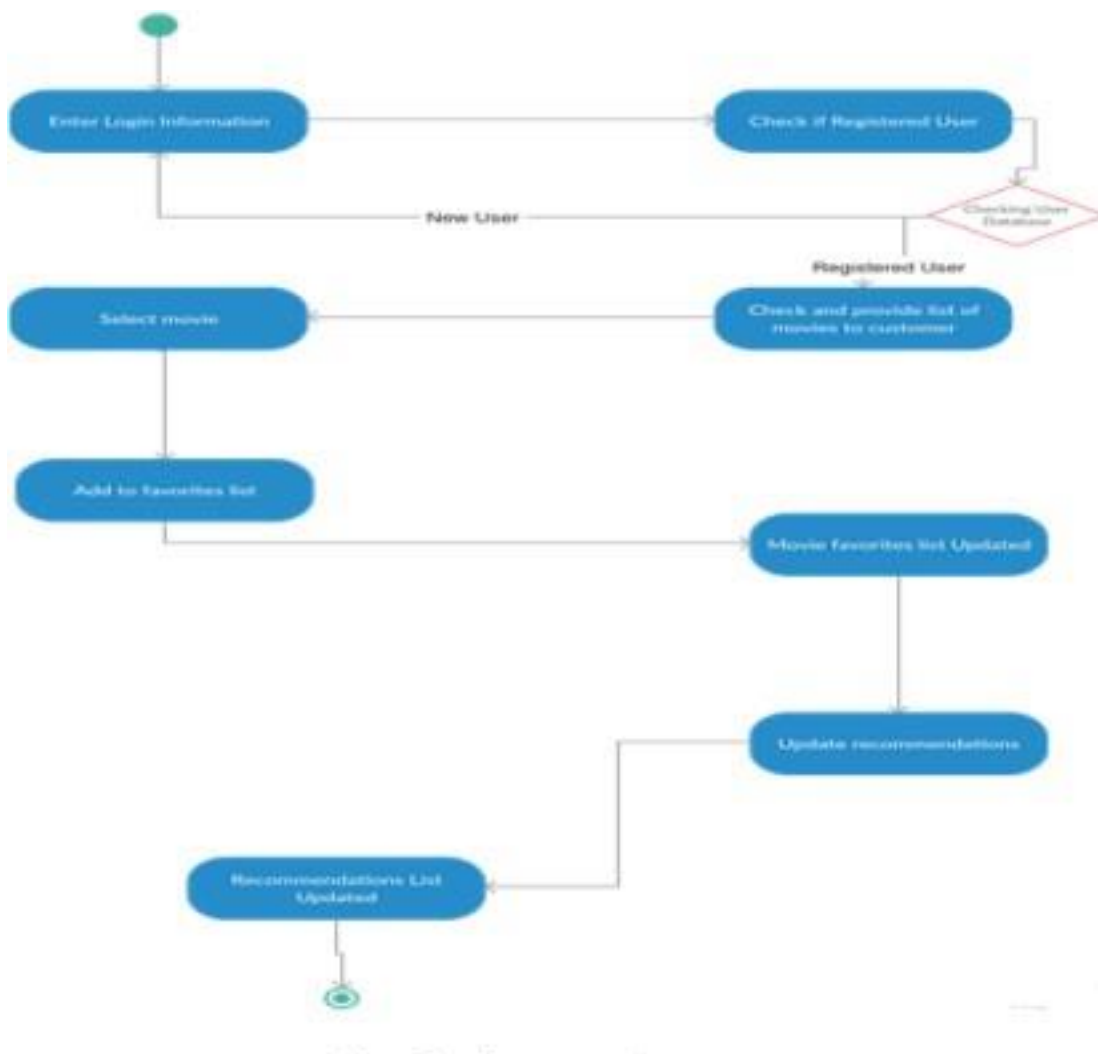 Enter Login Information
Check if Registered User
Checking User
Database
New User
Registered User
Select movie
Check and provide list of
movies to customer
Add to favorites list
Movie favorites list Updated
Update recommendations
Recommendations List
Updated